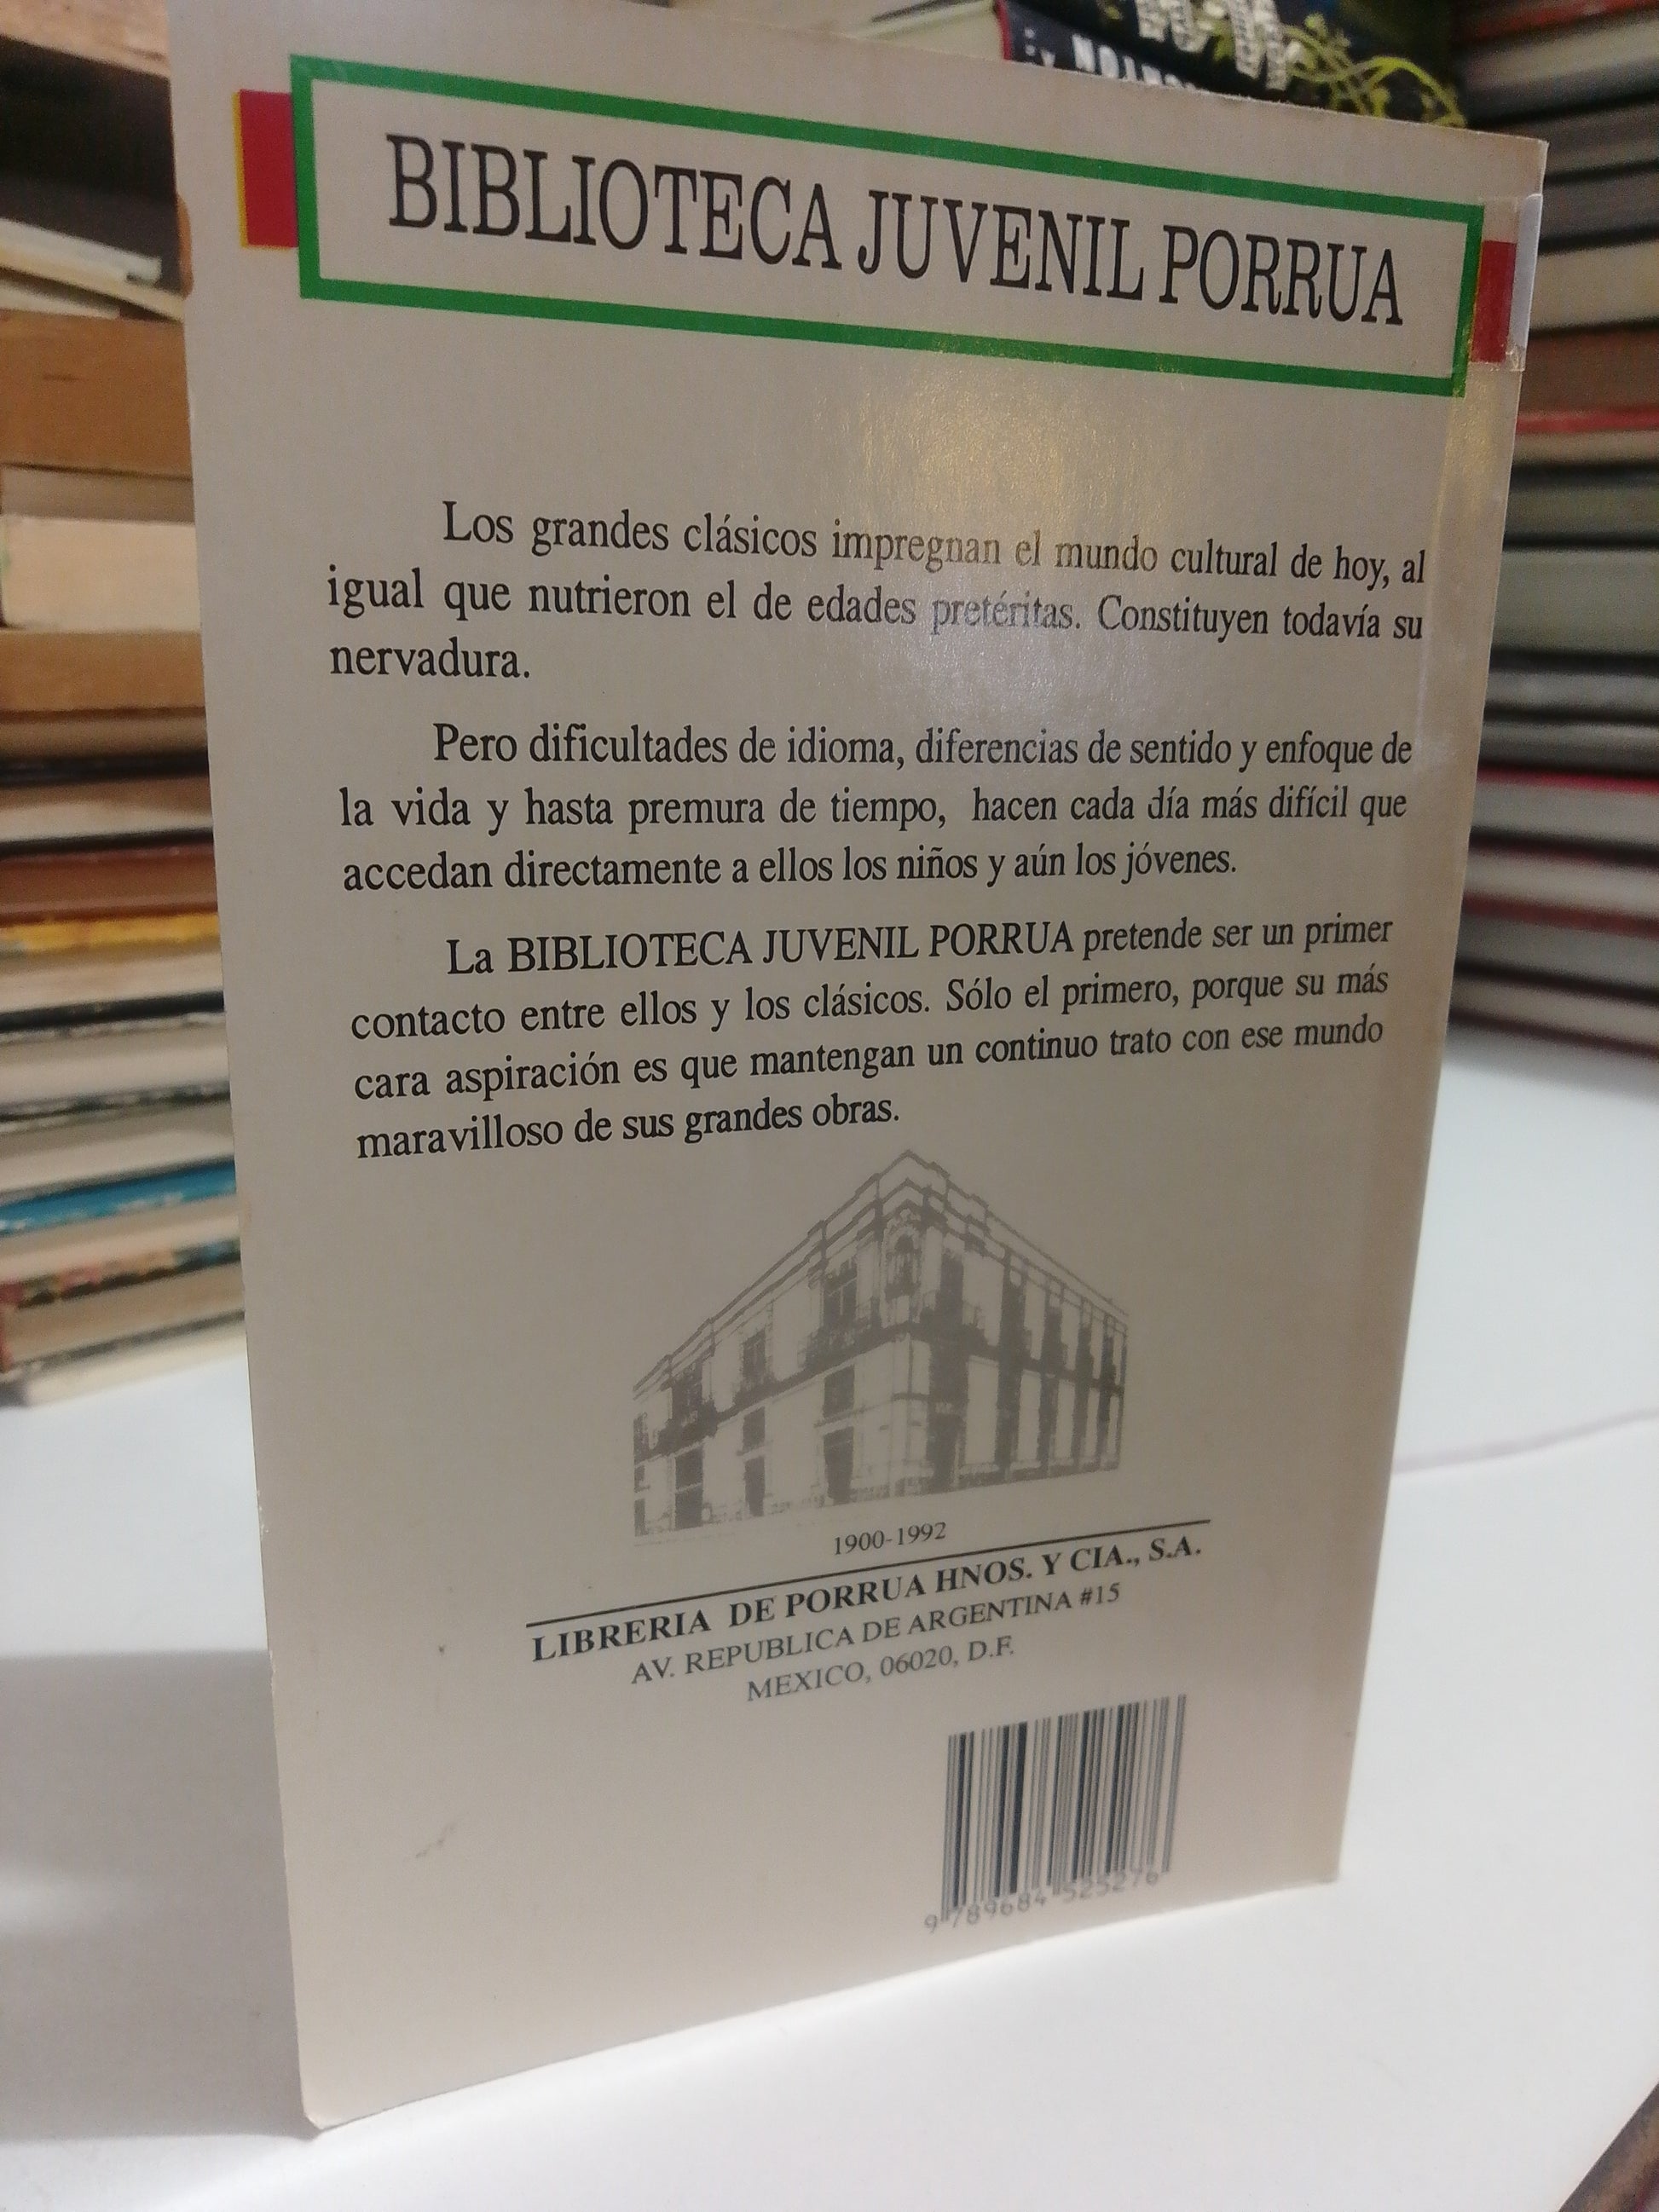 BIBLIOTECA JUVENIL PORRUA
Los grandes clásicos impregnan el mundo cultural de hoy, al
igual que nutrieron el de edades pretéritas. Constituyen todavía su
nervadura.
Pero dificultades de idioma, diferencias de sentido y enfoque de
la vida y hasta premura de tiempo, hacen cada día más difícil que
accedan directamente a ellos los niños y aún los jóvenes.
La BIBLIOTECA JUVENIL PORRUA pretende ser un primer
contacto entre ellos y los clásicos. Sólo el primero, porque su más
cara aspiración es que mantengan un continuo trato con ese mundo
maravilloso de sus grandes obras.
1900-1992
LIBRERIA DE PORRUA HNOS. Y CIA., S.A.
AV. REPUBLICA DE ARGENTINA #15
MEXICO, 06020, D.F.
9 789684 525276